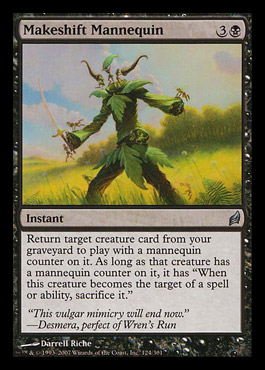 Makeshift Mannequin 3
Instant
Return target creature card from your
graveyard to play with a mannequin
counter on it. As long as that creature has
a mannequin counter on it, it has “When
this creature becomes the target of a spell
or ability, sacrifice it.”
“This vulgar mimicry will end now.”
—Desmera, perfect of Wren's Run
Darrell Riche
™ & © 1993–2007 Wizards of the Coast, Inc. 124/301